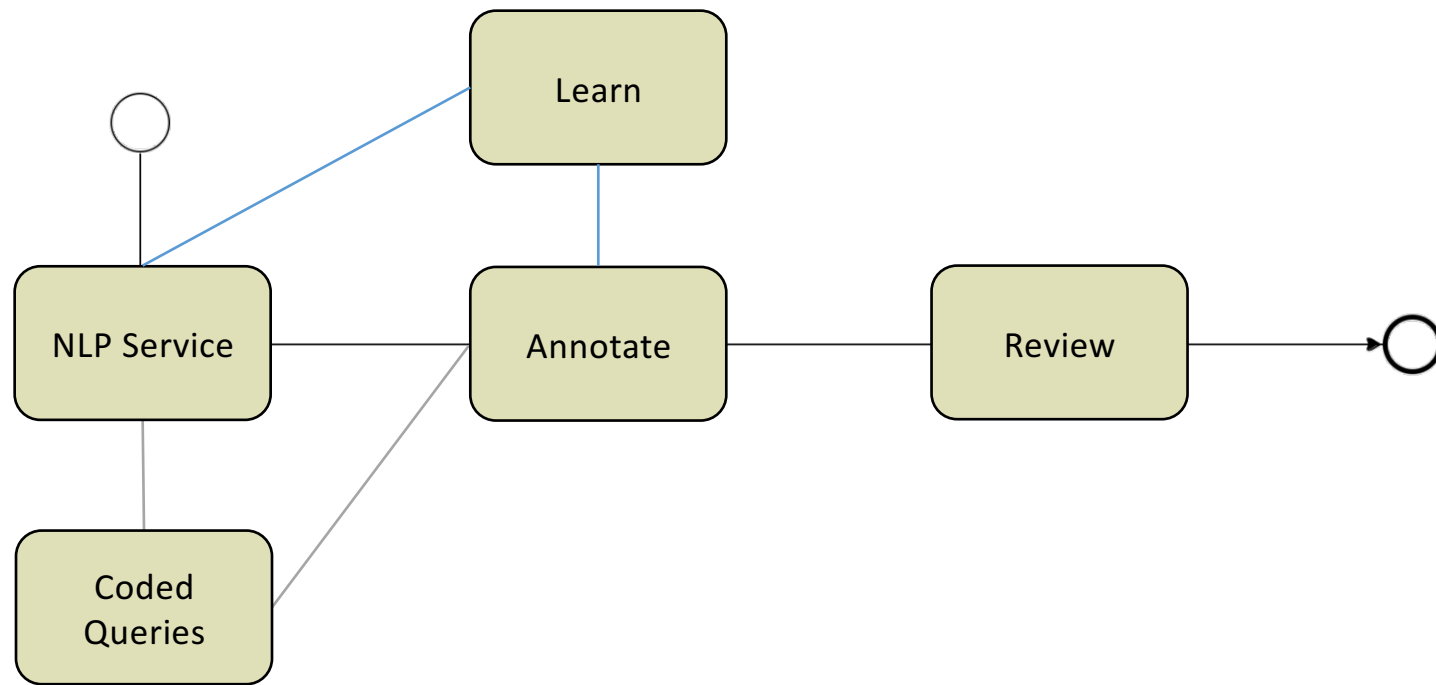 Learn
NLP Service
Annotate
Review
Coded
Queries